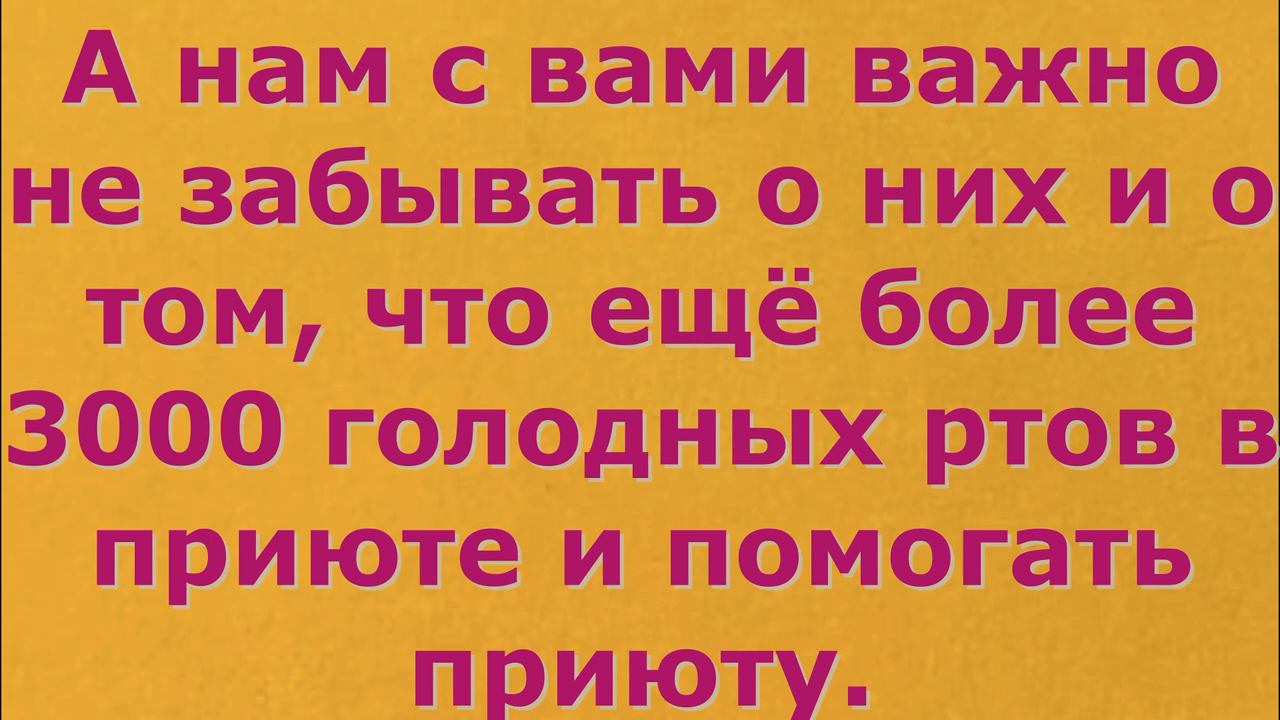 А нам с вами важно
не забывать о них и о
том, что ещё более
3000 голодных ртов в
приюте и помогать
приюту.